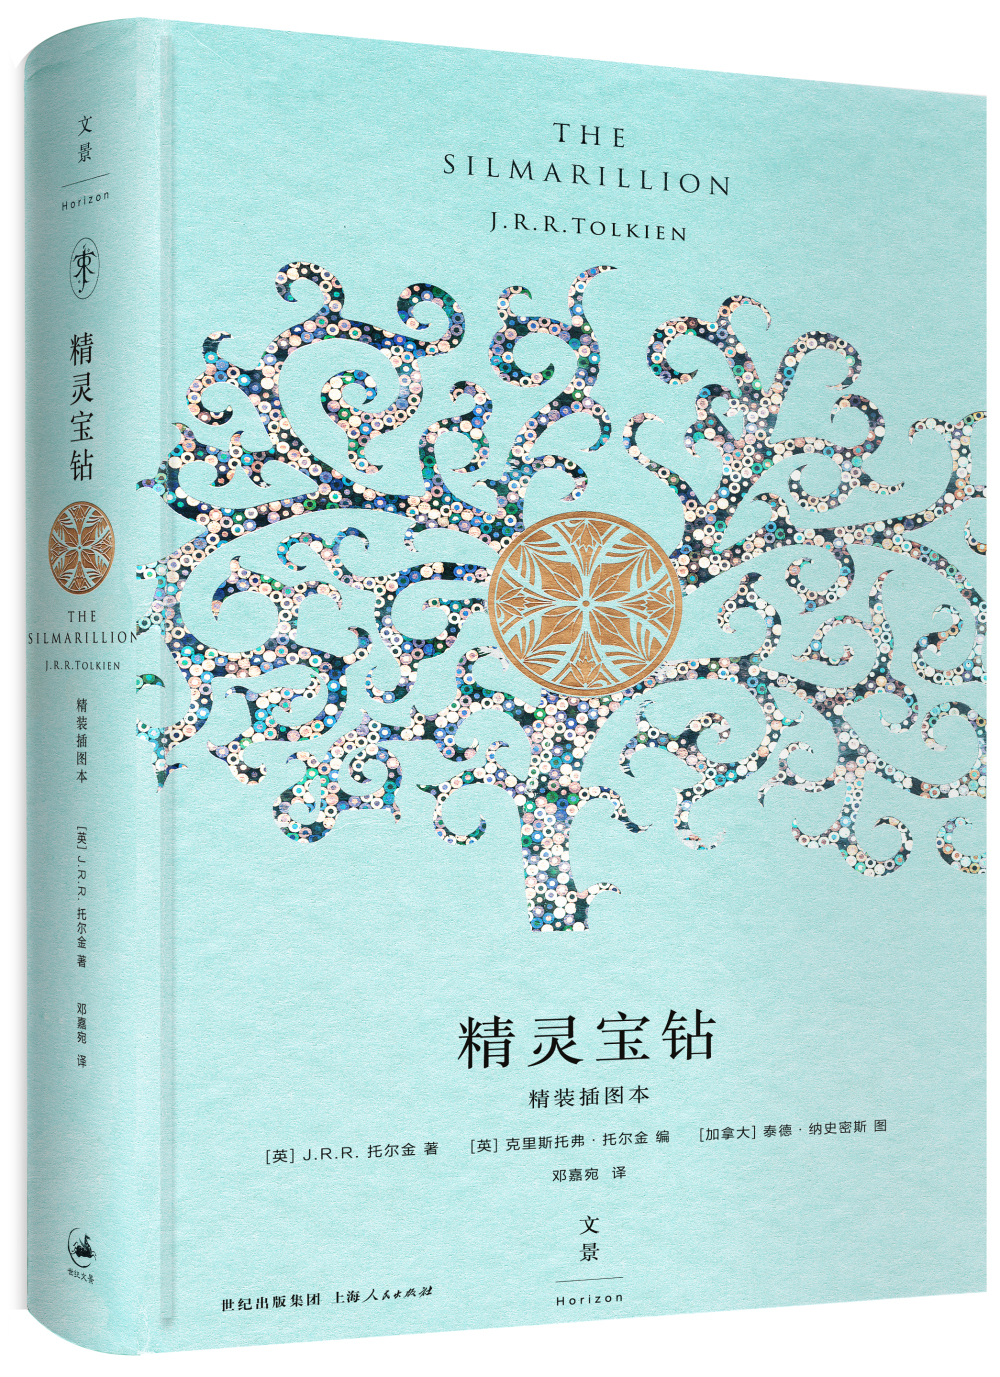 文
景
Horizon
精灵宝钻
THE
SILMARILLION
J.R.R.TOLKIEN
精装插图本
[英] J.R.R. 托尔金 著
邓嘉宛 译
世纪文景
THE
SILMARILLION
J.R.R.TOLKIEN
精灵宝钻
精装插图本
[英] J.R.R. 托尔金 著 [英] 克里斯托弗·托尔金 编 [加拿大] 泰德·纳史密斯 图
邓嘉宛 译
文
景
Horizon
世纪出版集团 上海人民出版社